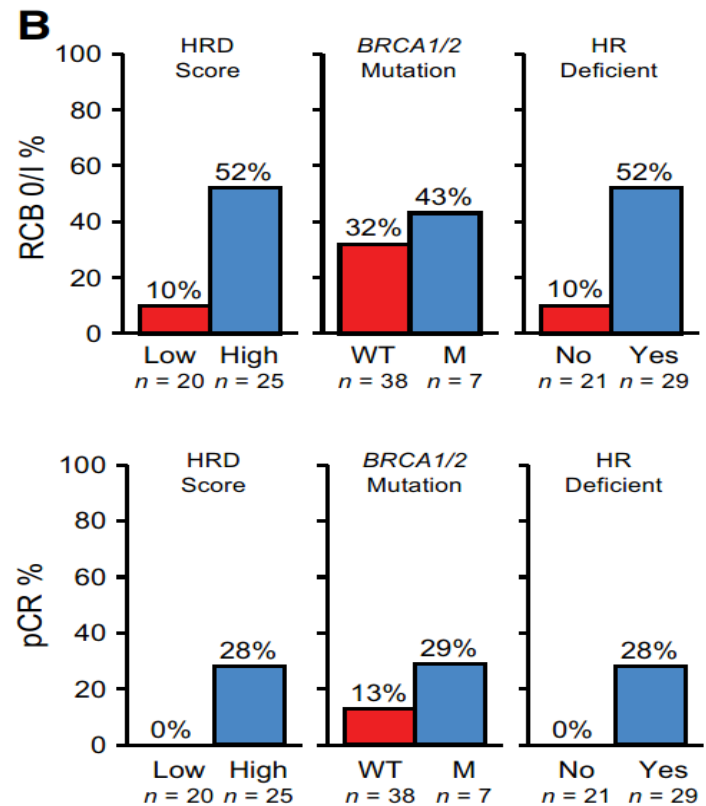 B
HRD
Score
BRCA1/2
Mutation
HR
Deficient
RCB 0/I %
100
80
60
40
20
0
10%
52%
32%
43%
10%
52%
Low High
WT M
No Yes
n = 20 n = 25
n = 38 n = 7
n = 21 n = 29
HRD
Score
BRCA1/2
Mutation
HR
Deficient
pCR %
100
80
60
40
20
0
0%
28%
13%
29%
0%
28%
Low High
WT M
No Yes
n = 20 n = 25
n = 38 n = 7
n = 21 n = 29